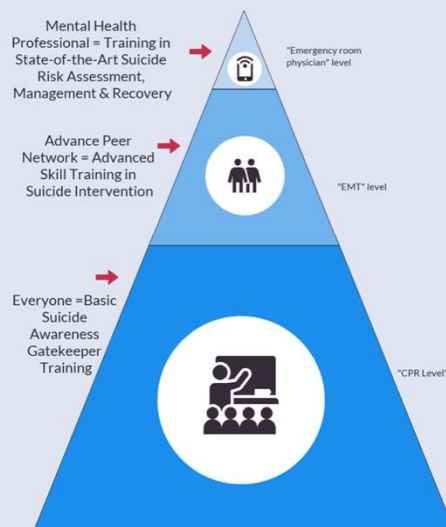 Mental Health
Professional = Training in
State-of-the-Art Suicide
Risk Assessment,
Management & Recovery
"Emergency room
physician" level
Advance Peer
Network = Advanced
Skill Training in
Suicide Intervention
"EMT" level
Everyone =Basic
Suicide
Awareness
Gatekeeper
Training
"CPR Level"